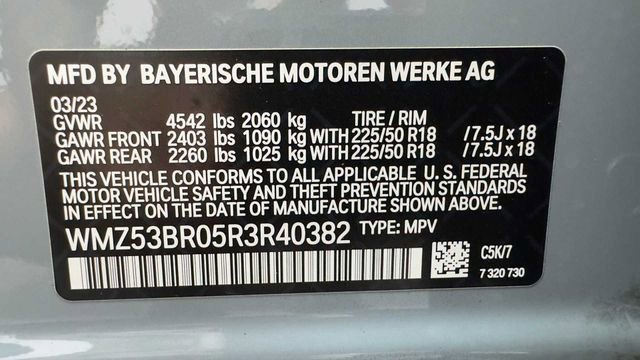 MFD BY BAYERISCHE MOTOREN WERKE AG
03/23 TIRE / RIM
GVWR 4542 lbs 2060 kg
GAWR FRONT 2403 lbs 1090 kg WITH 225/50 R18 /7.5J x 18
GAWR REAR 2260 lbs 1025 kg WITH 225/50 R18 /7.5J x 18
THIS VEHICLE CONFORMS TO ALL APPLICABLE U. S. FEDERAL
MOTOR VEHICLE SAFETY AND THEFT PREVENTION STANDARDS
IN EFFECT ON THE DATE OF MANUFACTURE SHOWN ABOVE.
WMZ53BR05R3R40382 TYPE: MPV
C5K/7
7 320 730